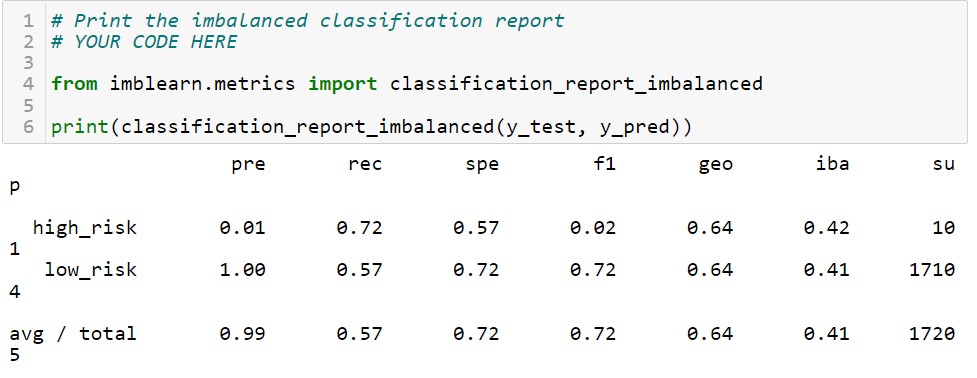 1 # Print the imbalanced classification report
2 # YOUR CODE HERE
3
4 from imblearn.metrics import classification_report_imbalanced
5
6 print(classification_report_imbalanced(y_test, y_pred))
pre rec spe f1 geo iba su
p
high_risk 0.01 0.72 0.57 0.02 0.64 0.42 10
1
low_risk 1.00 0.57 0.72 0.72 0.64 0.41 1710
4
avg / total 0.99 0.57 0.72 0.72 0.64 0.41 1720
5